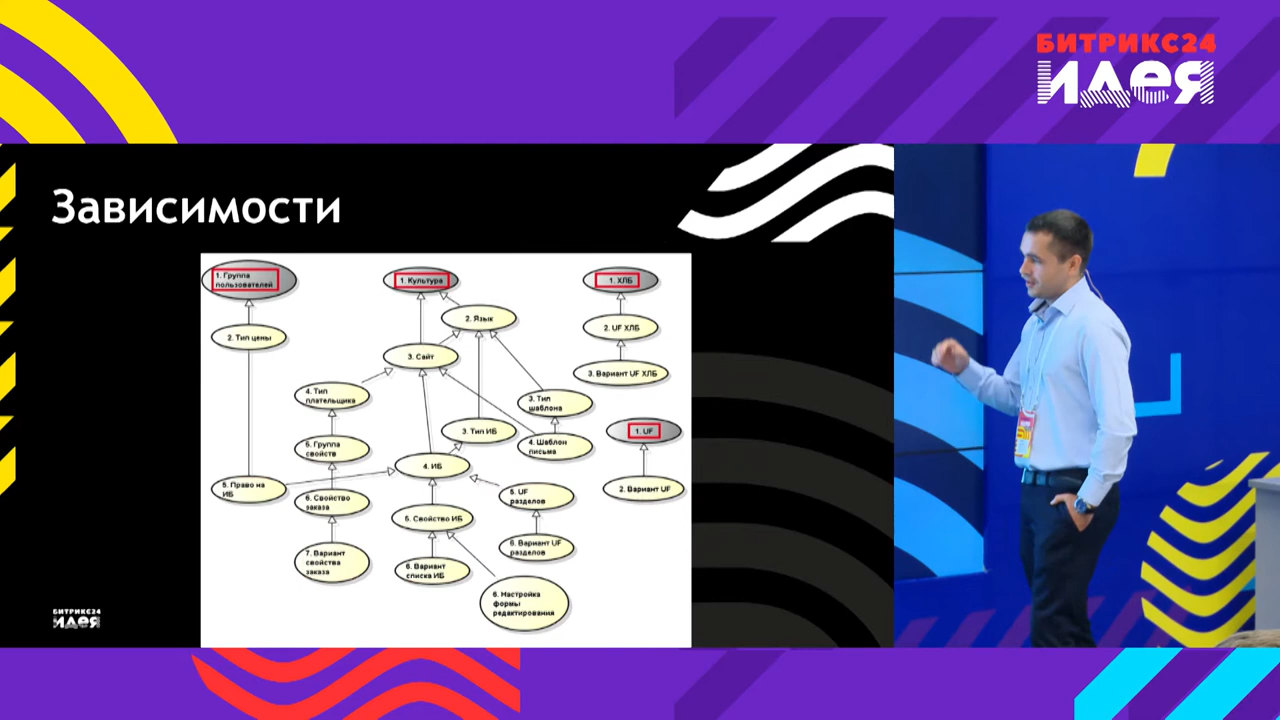 БИТРИКС24
ИДЕЯ
Зависимости
1. Группа
пользователей
1. Культура
1. ХЛБ
2. Язык
2. Тип цены
2. UF ХЛБ
3. Сайт
3. Вариант UF ХЛБ
4. Тип
плательщика
3. Тип
шаблона
3. Тип ИБ
1. UF
5. Группа
свойств
4. Шаблон
письма
4. ИБ
5. Право на
ИБ
6. Свойство
заказа
5. UF
разделов
2. Вариант UF
5. Свойство ИБ
7. Вариант
свойства
заказа
6. Вариант
списка ИБ
6. Вариант UF
разделов
6. Настройка
формы
редактирования
БИТРИКС24
ИДЕЯ